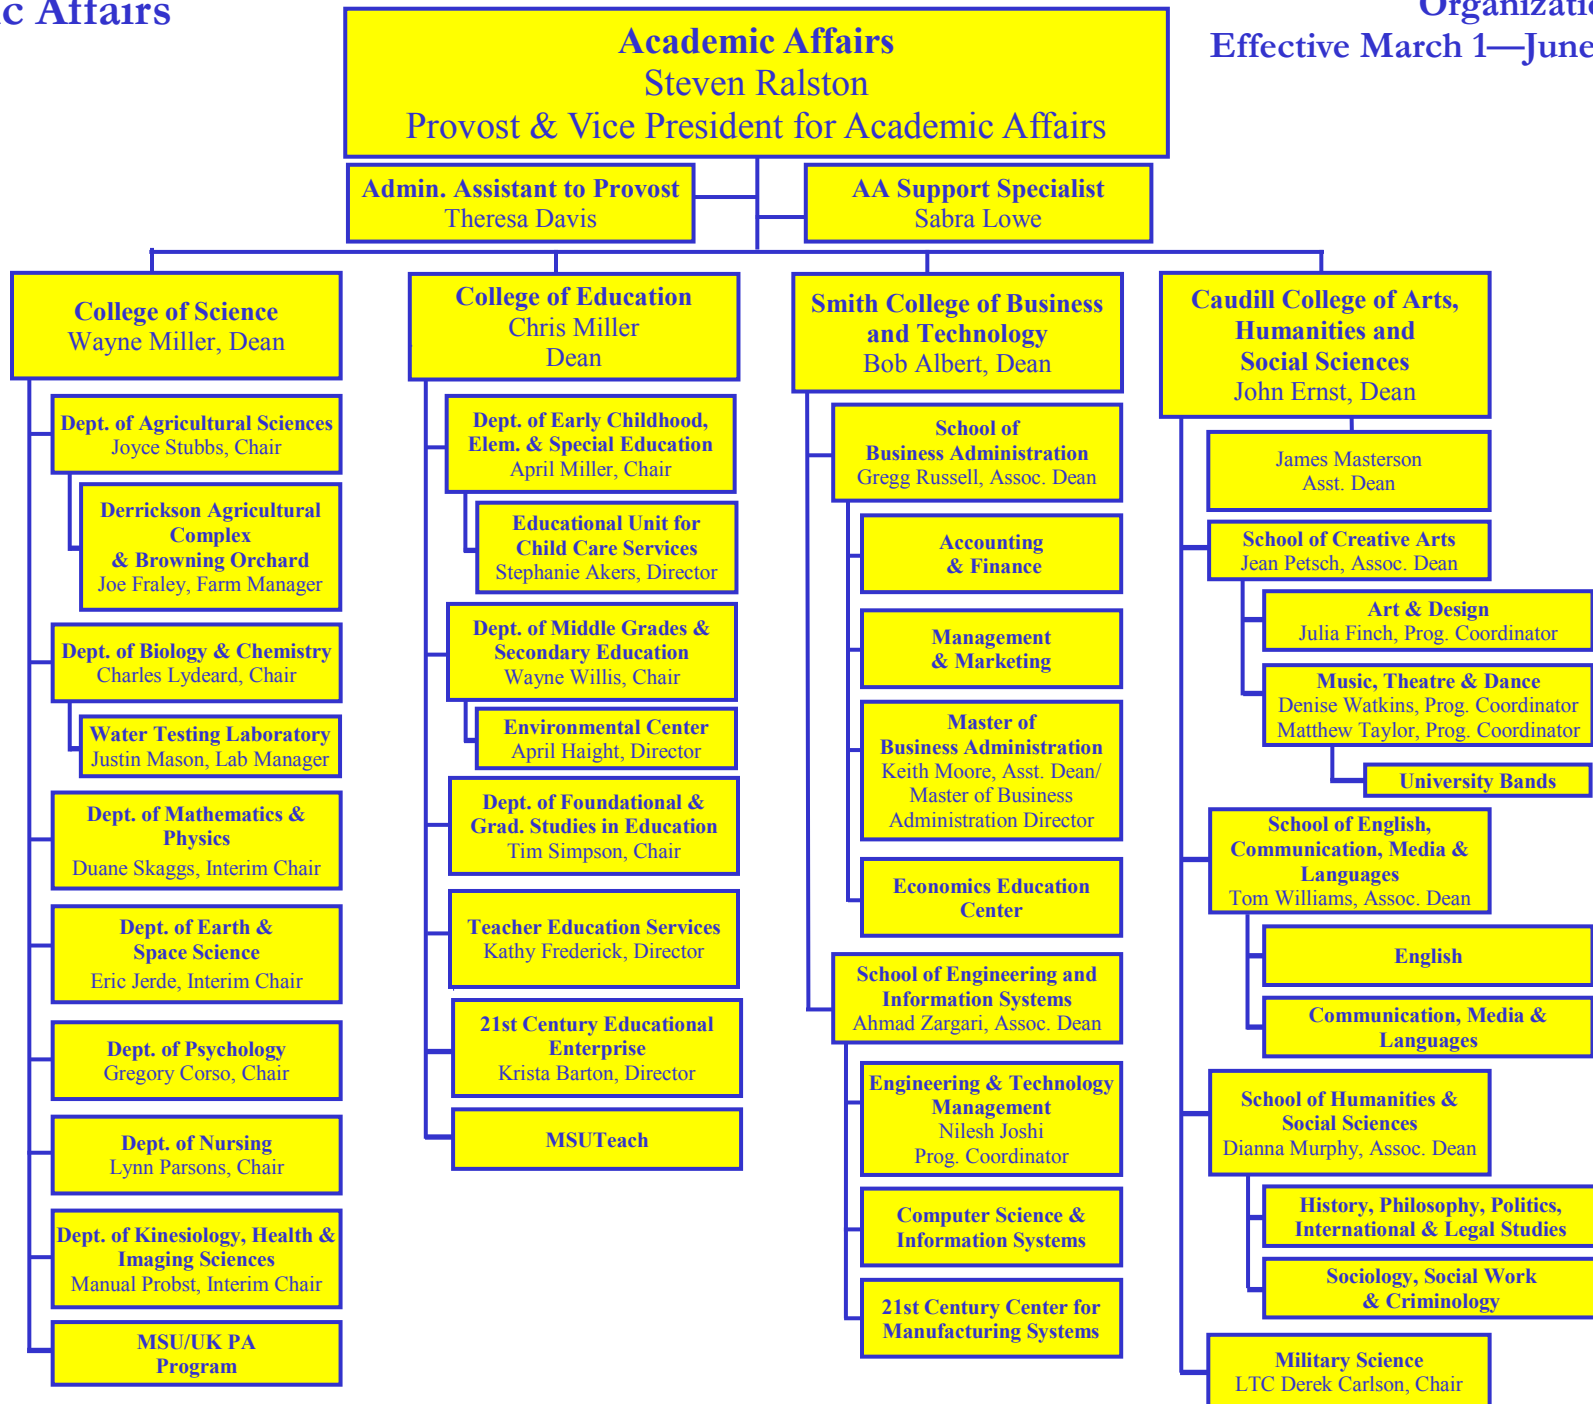 Affairs
Effective March 1—June
Academic Affairs
Steven Ralston
Provost & Vice President for Academic Affairs
Admin. Assistant to Provost
Theresa Davis
AA Support Specialist
Sabra Lowe
College of Science
Wayne Miller, Dean
Dept. of Agricultural Sciences
Joyce Stubbs, Chair
Derrickson Agricultural
Complex
& Browning Orchard
Joe Fraley, Farm Manager
Dept. of Biology & Chemistry
Charles Lydeard, Chair
Water Testing Laboratory
Justin Mason, Lab Manager
Dept. of Mathematics &
Physics
Duane Skaggs, Interim Chair
Dept. of Earth &
Space Science
Eric Jerde, Interim Chair
Dept. of Psychology
Gregory Corso, Chair
Dept. of Nursing
Lynn Parsons, Chair
Dept. of Kinesiology, Health &
Imaging Sciences
Manual Probst, Interim Chair
MSU/UK PA
Program
College of Education
Chris Miller
Dean
Dept. of Early Childhood,
Elem. & Special Education
April Miller, Chair
Educational Unit for
Child Care Services
Stephanie Akers, Director
Dept. of Middle Grades &
Secondary Education
Wayne Willis, Chair
Environmental Center
April Haight, Director
Dept. of Foundational &
Grad. Studies in Education
Tim Simpson, Chair
Teacher Education Services
Kathy Frederick, Director
21st Century Educational
Enterprise
Krista Barton, Director
MSUTeach
Smith College of Business
and Technology
Bob Albert, Dean
School of
Business Administration
Gregg Russell, Assoc. Dean
Accounting
& Finance
Management
& Marketing
Master of
Business Administration
Keith Moore, Asst. Dean/
Master of Business
Administration Director
Economics Education
Center
School of Engineering and
Information Systems
Ahmad Zargari, Assoc. Dean
Engineering & Technology
Management
Nilesh Joshi
Prog. Coordinator
Computer Science &
Information Systems
21st Century Center for
Manufacturing Systems
Caudill College of Arts,
Humanities and
Social Sciences
John Ernst, Dean
James Masterson
Asst. Dean
School of Creative Arts
Jean Petsch, Assoc. Dean
Art & Design
Julia Finch, Prog. Coordinator
Music, Theatre & Dance
Denise Watkins, Prog. Coordinator
Matthew Taylor, Prog. Coordinator
University Bands
School of English,
Communication, Media &
Languages
Tom Williams, Assoc. Dean
English
Communication, Media &
Languages
School of Humanities &
Social Sciences
Dianna Murphy, Assoc. Dean
History, Philosophy, Politics,
International & Legal Studies
Sociology, Social Work
& Criminology
Military Science
LTC Derek Carlson, Chair